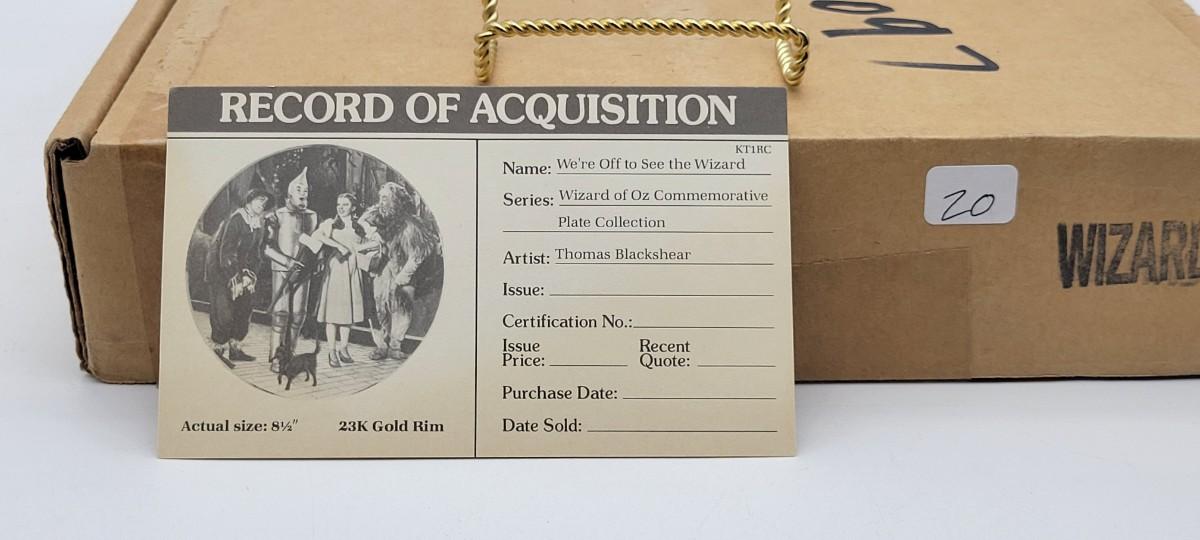 RECORD OF ACQUISITION
KT1RC
Name: We're Off to See the Wizard
Series: Wizard of Oz Commemorative
Plate Collection
Artist: Thomas Blackshear
Issue:
Certification No.:
Issue Price:
Recent Quote:
Purchase Date:
Date Sold:
Actual size: 8½"
23K Gold Rim
20